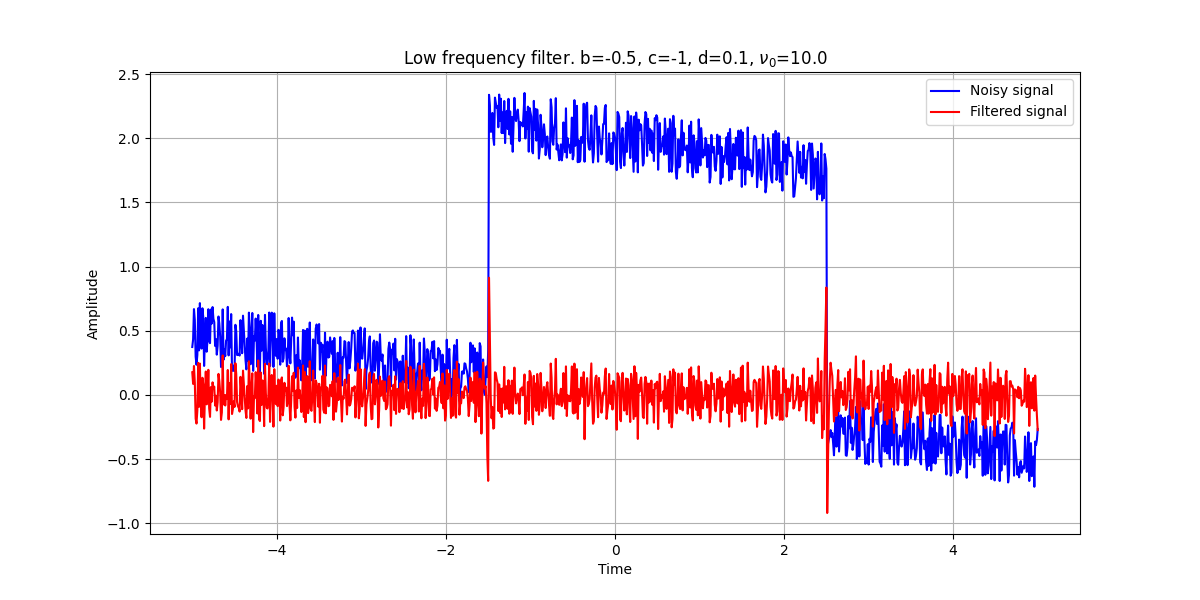 Low frequency filter. b=-0.5, c=-1, d=0.1, ν₀=10.0
Noisy signal
Filtered signal
Amplitude
2.5
2.0
1.5
1.0
0.5
0.0
−0.5
−1.0
−4
−2
0
2
4
Time